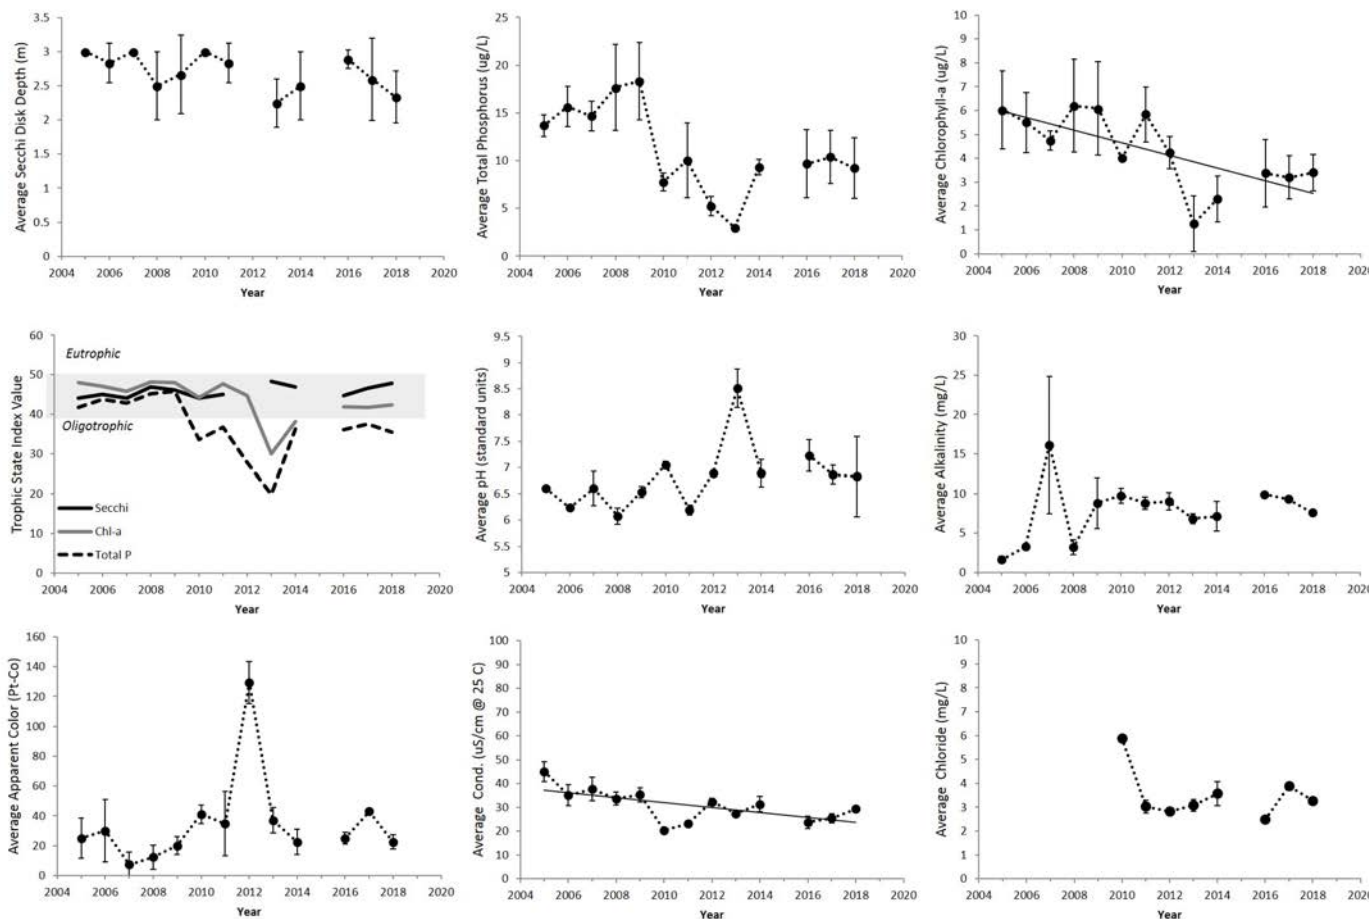 Average Secchi Disk Depth (m)
3.5
3
2.5
2
1.5
1
0.5
0
2004 2006 2008 2010 2012 2014 2016 2018 2020
Year
Average Total Phosphorus (ug/L)
25
20
15
10
5
0
2004 2006 2008 2010 2012 2014 2016 2018 2020
Year
Average Chlorophyll-a (ug/L)
10
9
8
7
6
5
4
3
2
1
0
2004 2006 2008 2010 2012 2014 2016 2018 2020
Year
Trophic State Index Value
60
50
40
30
20
10
0
Eutrophic
Oligotrophic
Secchi
Chl-a
Total P
2004 2006 2008 2010 2012 2014 2016 2018 2020
Year
Average pH (standard units)
9.5
9
8.5
8
7.5
7
6.5
6
5.5
5
2004 2006 2008 2010 2012 2014 2016 2018 2020
Year
Average Alkalinity (mg/L)
30
25
20
15
10
5
0
2004 2006 2008 2010 2012 2014 2016 2018 2020
Year
Average Apparent Color (Pt-Co)
160
140
120
100
80
60
40
20
0
2004 2006 2008 2010 2012 2014 2016 2018 2020
Year
Average Cond. (uS/cm @ 25 C)
100
90
80
70
60
50
40
30
20
10
0
2004 2006 2008 2010 2012 2014 2016 2018 2020
Year
Average Chloride (mg/L)
10
9
8
7
6
5
4
3
2
1
0
2004 2006 2008 2010 2012 2014 2016 2018 2020
Year